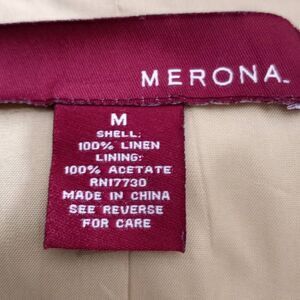 MERONA
M
SHELL:
100% LINEN
LINING:
100% ACETATE
RN17730
MADE IN CHINA
SEE REVERSE
FOR CARE